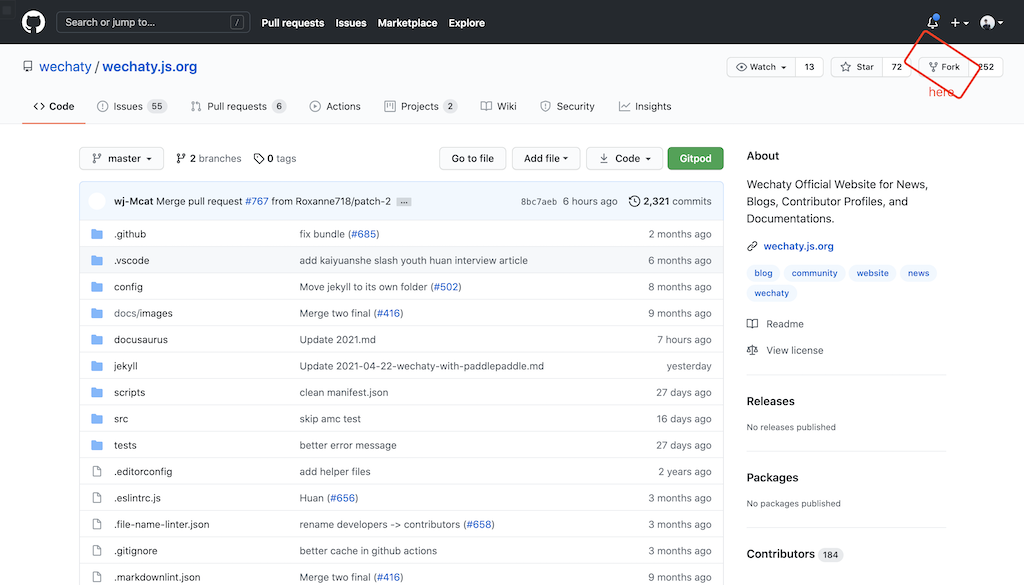 Search or jump to... /
Pull requests Issues Marketplace Explore
wechaty / wechaty.js.org
Watch 13 Star 72 Fork 252
here
Code Issues 55 Pull requests 6 Actions Projects 2 Wiki Security Insights
master 2 branches 0 tags Go to file Add file Code Gitpod
wj-Mcat Merge pull request #767 from Roxanne718/patch-2 ... 8bc7aeb 6 hours ago 2,321 commits
.github fix bundle (#685) 2 months ago
.vscode add kaiyuanshe slash youth huan interview article 6 months ago
config Move jekyll to its own folder (#502) 8 months ago
docs/images Merge two final (#416) 9 months ago
docusaurus Update 2021.md 7 hours ago
jekyll Update 2021-04-22-wechaty-with-paddlepaddle.md yesterday
scripts clean manifest.json 27 days ago
src skip amc test 16 days ago
tests better error message 27 days ago
.editorconfig add helper files 2 years ago
.eslintrc.js Huan (#656) 3 months ago
.file-name-linter.json rename developers -> contributors (#658) 3 months ago
.gitignore better cache in github actions 3 months ago
.markdownlint.json Merge two final (#416) 9 months ago
About
Wechaty Official Website for News,
Blogs, Contributor Profiles, and
Documentations.
wechaty.js.org
blog community website news
wechaty
Readme
View license
Releases
No releases published
Packages
No packages published
Contributors 184